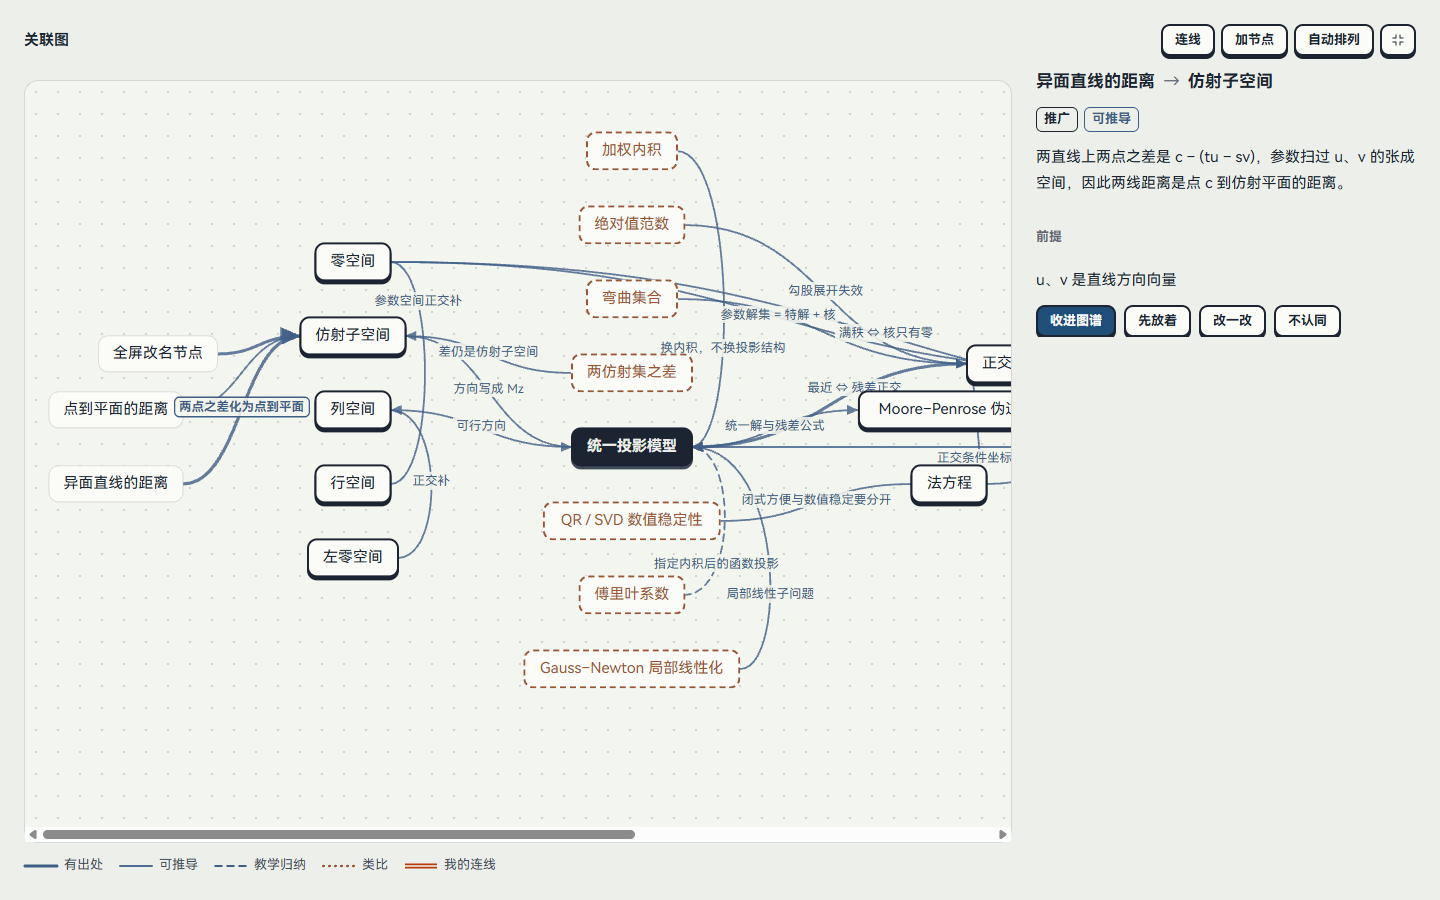 关联图
连线
加节点
自动排列
异面直线的距离 → 仿射子空间
推广
可推导
两直线上两点之差是 c − (tu − sv)，参数扫过 u、v 的张成
空间，因此两线距离是点 c 到仿射平面的距离。
前提
u、v 是直线方向向量
收进图谱
先放着
改一改
不认同
加权内积
绝对值范数
零空间
弯曲集合
勾股展开失效
参数空间正交补
参数解集 = 特解 + 核
仿射子空间
满秩 ⇔ 核只有零
全屏改名节点
差仍是仿射子空间
换内积，不换投影结构
正交
两仿射集之差
方向写成 Mz
最近 ⇔ 残差正交
点到平面的距离
两点之差化为点到平面
列空间
Moore−Penrose 伪
可行方向
统一解与残差公式
统一投影模型
正交条件坐标
异面直线的距离
行空间
正交补
法方程
闭式方便与数值稳定要分开
QR / SVD 数值稳定性
左零空间
指定内积后的函数投影
傅里叶系数
局部线性子问题
Gauss−Newton 局部线性化
有出处
可推导
教学归纳
类比
我的连线